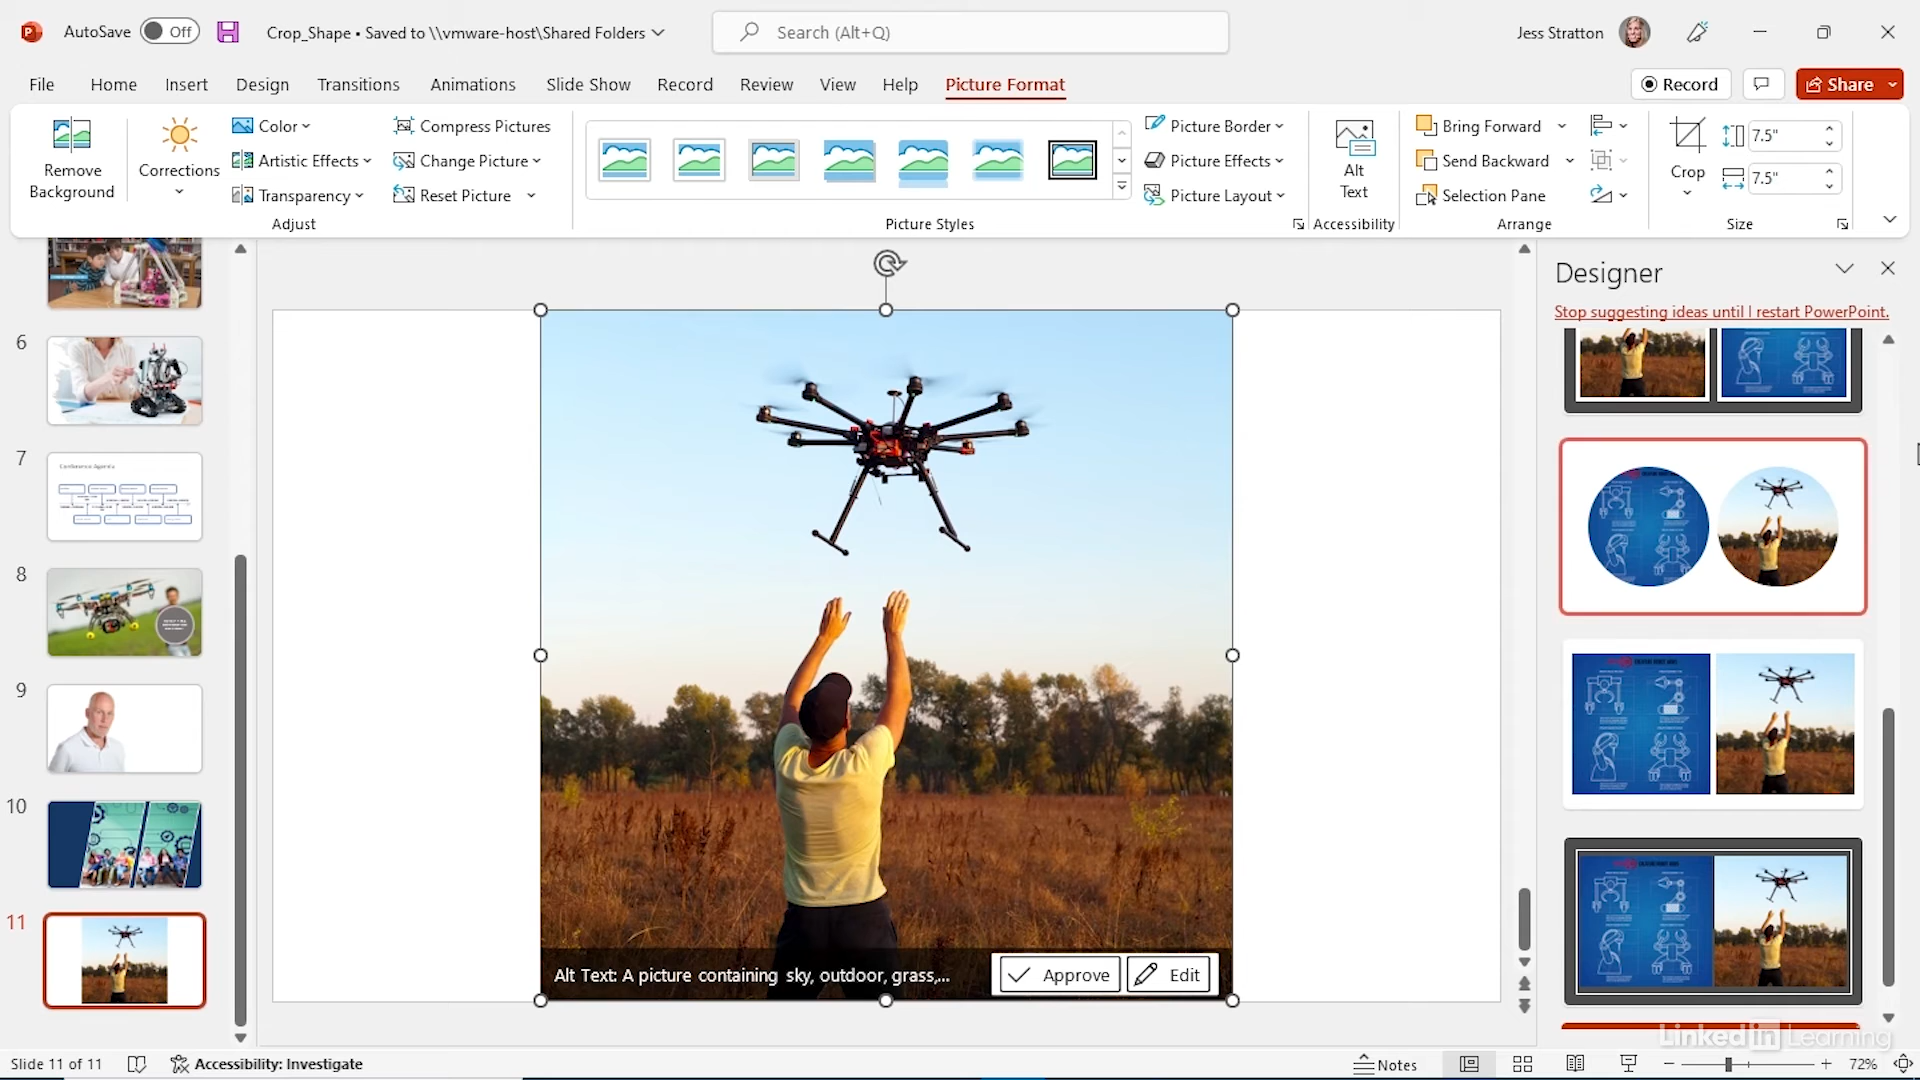 AutoSave Off Crop_Shape • Saved to \\vmware-host\Shared Folders Search (Alt+Q) Jess Stratton
File Home Insert Design Transitions Animations Slide Show Record Review View Help Picture Format Record Share
Remove Background
Corrections
Color
Artistic Effects
Transparency
Compress Pictures
Change Picture
Reset Picture
Adjust
Picture Styles
Picture Border
Picture Effects
Picture Layout
Alt Text
Accessibility
Bring Forward
Send Backward
Selection Pane
Arrange
Crop
7.5"
7.5"
Size
6
7
Conference Agenda
8
9
10
11
Alt Text: A picture containing sky, outdoor, grass,... Approve Edit
Designer
Stop suggesting ideas until I restart PowerPoint.
LinkedIn Learning
Slide 11 of 11 Accessibility: Investigate Notes 72%